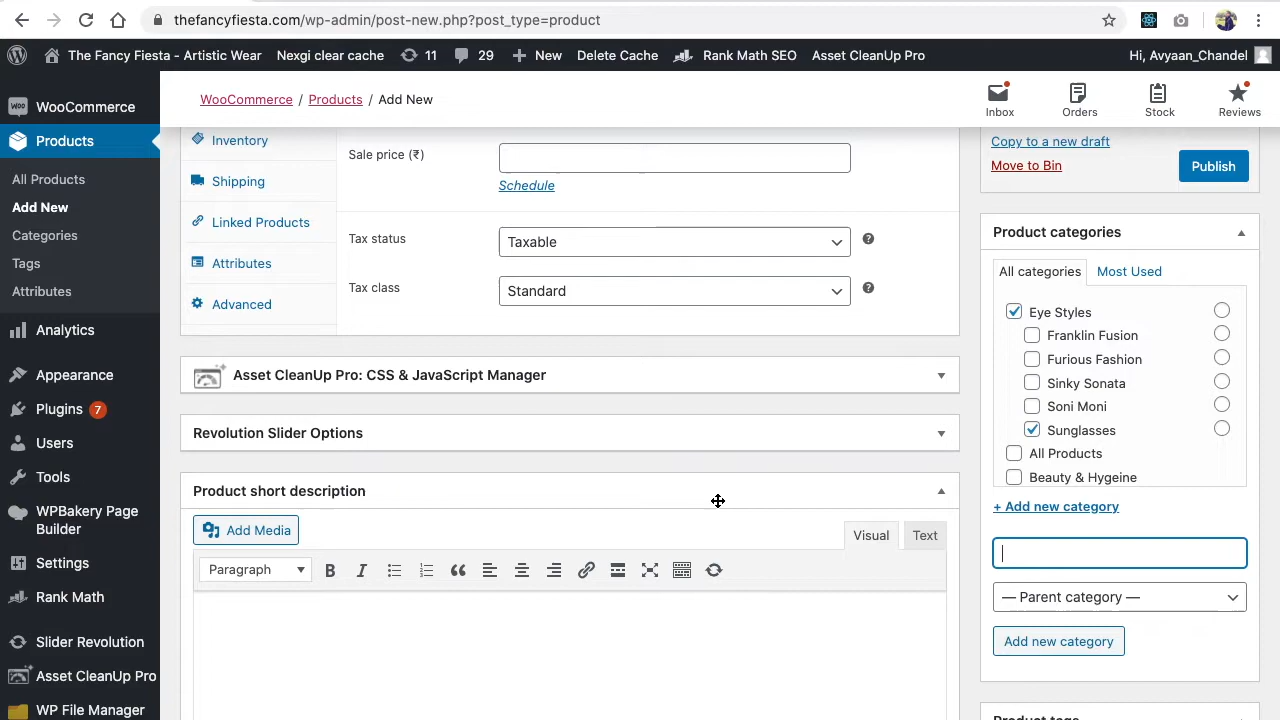 thefancyfiesta.com/wp-admin/post-new.php?post_type=product
The Fancy Fiesta - Artistic Wear
Nexgi clear cache
11
29
New
Delete Cache
Rank Math SEO
Asset CleanUp Pro
Hi, Avyaan_Chandel
WooCommerce / Products / Add New
Inbox
Orders
Stock
Reviews
WOO WooCommerce
Products
All Products
Add New
Categories
Tags
Attributes
Analytics
Appearance
Plugins 7
Users
Tools
WPBakery Page
Builder
Settings
Rank Math
Slider Revolution
Asset CleanUp Pro
WP File Manager
Inventory
Shipping
Linked Products
Attributes
Advanced
Sale price (₹)
Schedule
Tax status
Taxable
Tax class
Standard
Asset CleanUp Pro: CSS & JavaScript Manager
Revolution Slider Options
Product short description
Add Media
Visual
Text
Paragraph
B
I
Copy to a new draft
Move to Bin
Publish
Product categories
All categories
Most Used
Eye Styles
Franklin Fusion
Furious Fashion
Sinky Sonata
Soni Moni
Sunglasses
All Products
Beauty & Hygeine
+ Add new category
— Parent category —
Add new category
Product tags